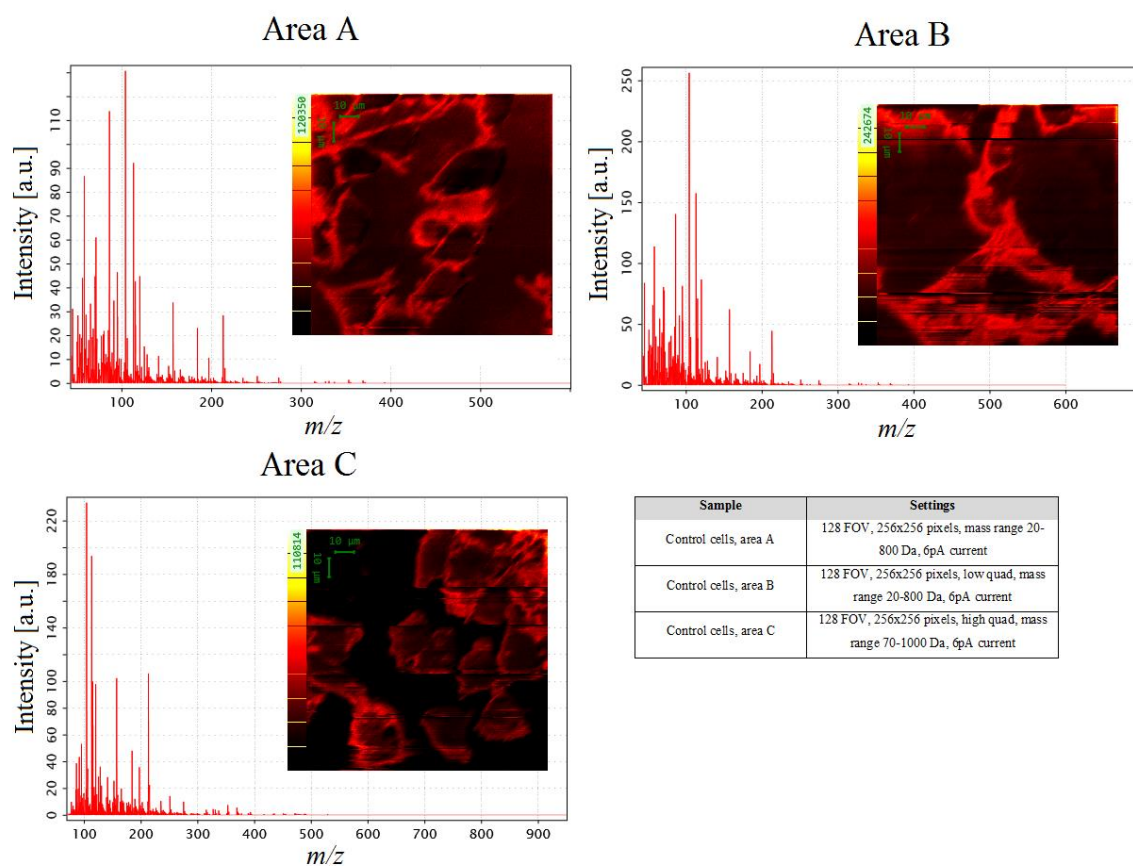 Area A
Intensity [a.u.]
110
90
80
70
60
50
40
30
20
10
0
100
200
300
400
500
m/z
120350
10 µm
10 µm
Area B
Intensity [a.u.]
250
200
150
100
50
0
100
200
300
400
500
600
m/z
242674
10 µm
10 µm
Area C
Intensity [a.u.]
220
180
140
100
80
60
40
20
0
100
200
300
400
500
600
700
800
900
m/z
110814
10 µm
10 µm
Sample
Settings
Control cells, area A
128 FOV, 256x256 pixels, mass range 20-
800 Da, 6pA current
Control cells, area B
128 FOV, 256x256 pixels, low quad, mass
range 20-800 Da, 6pA current
Control cells, area C
128 FOV, 256x256 pixels, high quad, mass
range 70-1000 Da, 6pA current